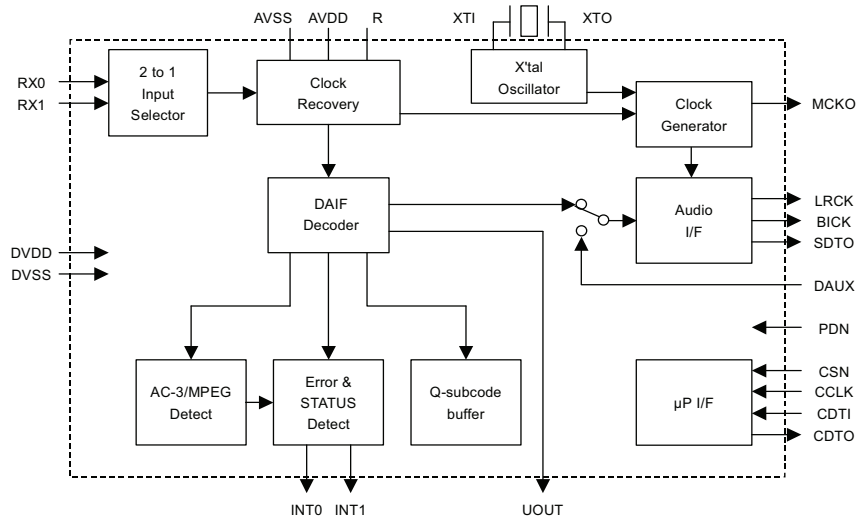 AVSS AVDD R XTI XTO
RX0
RX1
2 to 1
Input
Selector
Clock
Recovery
X'tal
Oscillator
Clock
Generator
MCKO
DAIF
Decoder
Audio
I/F
LRCK
BICK
SDTO
DVDD
DVSS
DAUX
PDN
AC-3/MPEG
Detect
Error &
STATUS
Detect
Q-subcode
buffer
µP I/F
CSN
CCLK
CDTI
CDTO
INT0 INT1 UOUT